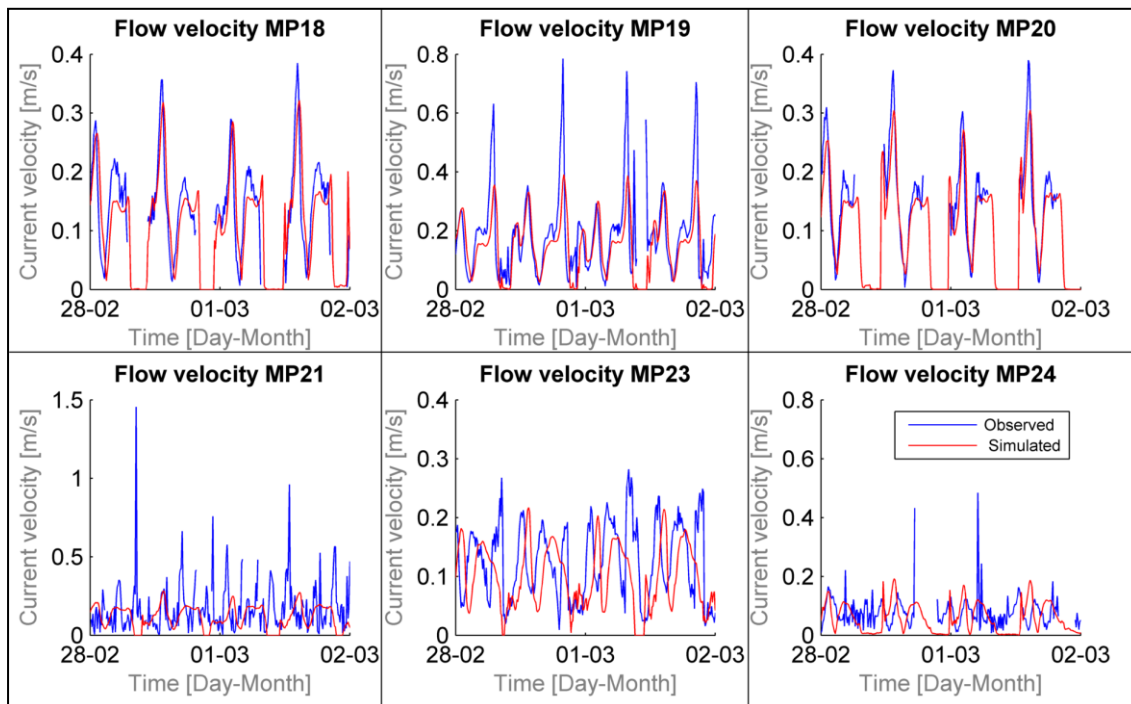 Flow velocity MP18
Current velocity [m/s]
0.4
0.3
0.2
0.1
0
28-02
01-03
02-03
Time [Day-Month]
Flow velocity MP19
Current velocity [m/s]
0.8
0.6
0.4
0.2
0
28-02
01-03
02-03
Time [Day-Month]
Flow velocity MP20
Current velocity [m/s]
0.4
0.3
0.2
0.1
0
28-02
01-03
02-03
Time [Day-Month]
Flow velocity MP21
Current velocity [m/s]
1.5
1
0.5
0
28-02
01-03
02-03
Time [Day-Month]
Flow velocity MP23
Current velocity [m/s]
0.4
0.3
0.2
0.1
0
28-02
01-03
02-03
Time [Day-Month]
Flow velocity MP24
Current velocity [m/s]
0.8
0.6
0.4
0.2
0
Observed
Simulated
28-02
01-03
02-03
Time [Day-Month]